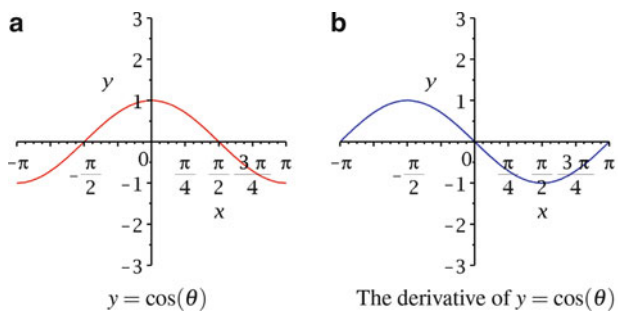 a
3
2
y
1
−π
−π/2
0
π/4
π/2
3π/4
π
−1
x
−2
−3
y = cos(θ)
b
3
2
y
1
−π
−π/2
0
π/4
π/2
3π/4
π
−1
x
−2
−3
The derivative of y = cos(θ)